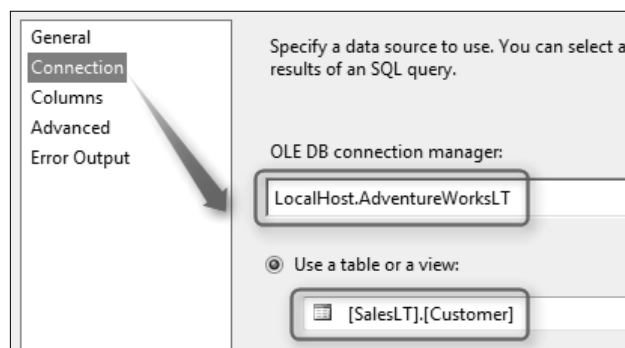 General
Connection
Columns
Advanced
Error Output
Specify a data source to use. You can select a
results of an SQL query.
OLE DB connection manager:
LocalHost.AdventureWorksLT
Use a table or a view:
[SalesLT].[Customer]